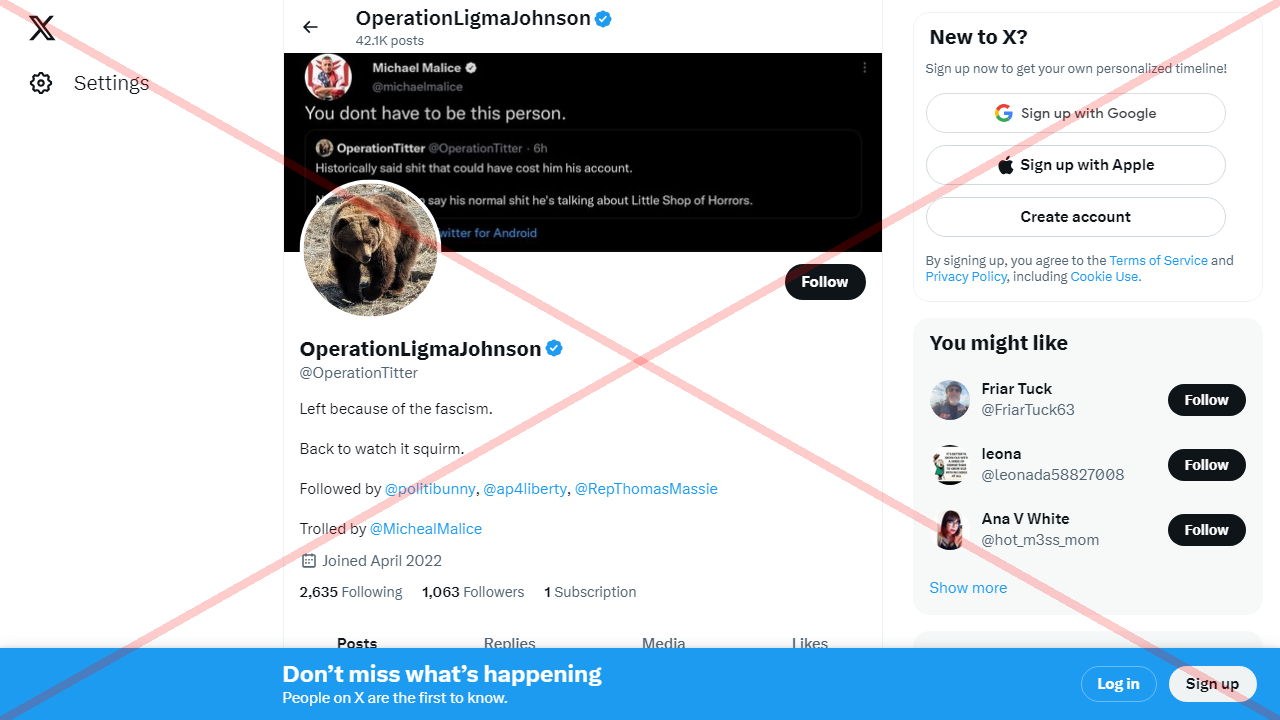 Settings
OperationLigmaJohnson
42.1K posts
Michael Malice
@michaelmalice
You dont have to be this person.
OperationTitter @OperationTitter · 6h
Historically said shit that could have cost him his account.
say his normal shit he's talking about Little Shop of Horrors.
for Android
Follow
OperationLigmaJohnson
@OperationTitter
Left because of the fascism.
Back to watch it squirm.
Followed by @politibunny, @ap4liberty, @RepThomasMassie
Trolled by @MichealMalice
Joined April 2022
2,635 Following 1,063 Followers 1 Subscription
Posts Replies Media Likes
New to X?
Sign up now to get your own personalized timeline!
Sign up with Google
Sign up with Apple
Create account
By signing up, you agree to the Terms of Service and
Privacy Policy, including Cookie Use.
You might like
Friar Tuck
@FriarTuck63
Follow
leona
@leonada58827008
Follow
Ana V White
@hot_m3ss_mom
Follow
Show more
Don’t miss what’s happening
People on X are the first to know.
Log in
Sign up